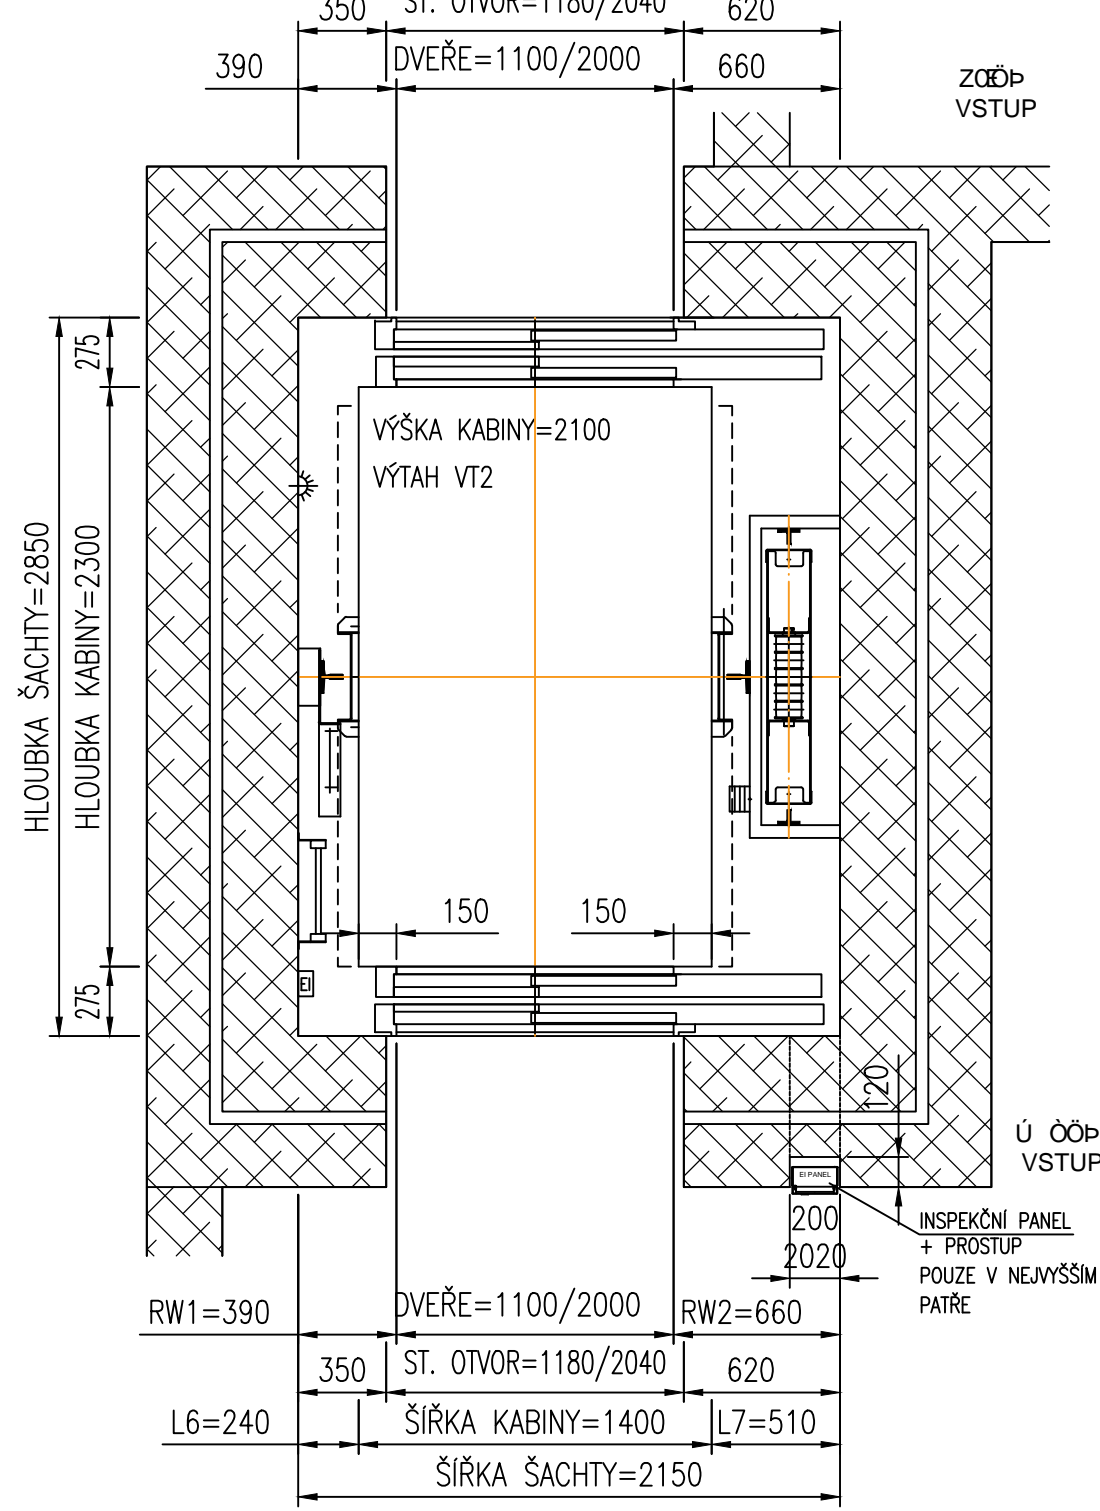 350
ST. OTVOR=1180/2040
620
390
DVEŘE=1100/2000
660
VSTUP
275
VÝŠKA KABINY=2100
VÝTAH VT2
HLOUBKA ŠACHTY=2850
HLOUBKA KABINY=2300
150
150
275
EI
120
Ú ÒÖÞ
VSTUP
EI PANEL
200
2020
INSPEKČNÍ PANEL
+ PROSTUP
POUZE V NEJVYŠŠÍM
PATŘE
RW1=390
DVEŘE=1100/2000
RW2=660
350
ST. OTVOR=1180/2040
620
L6=240
ŠÍŘKA KABINY=1400
L7=510
ŠÍŘKA ŠACHTY=2150